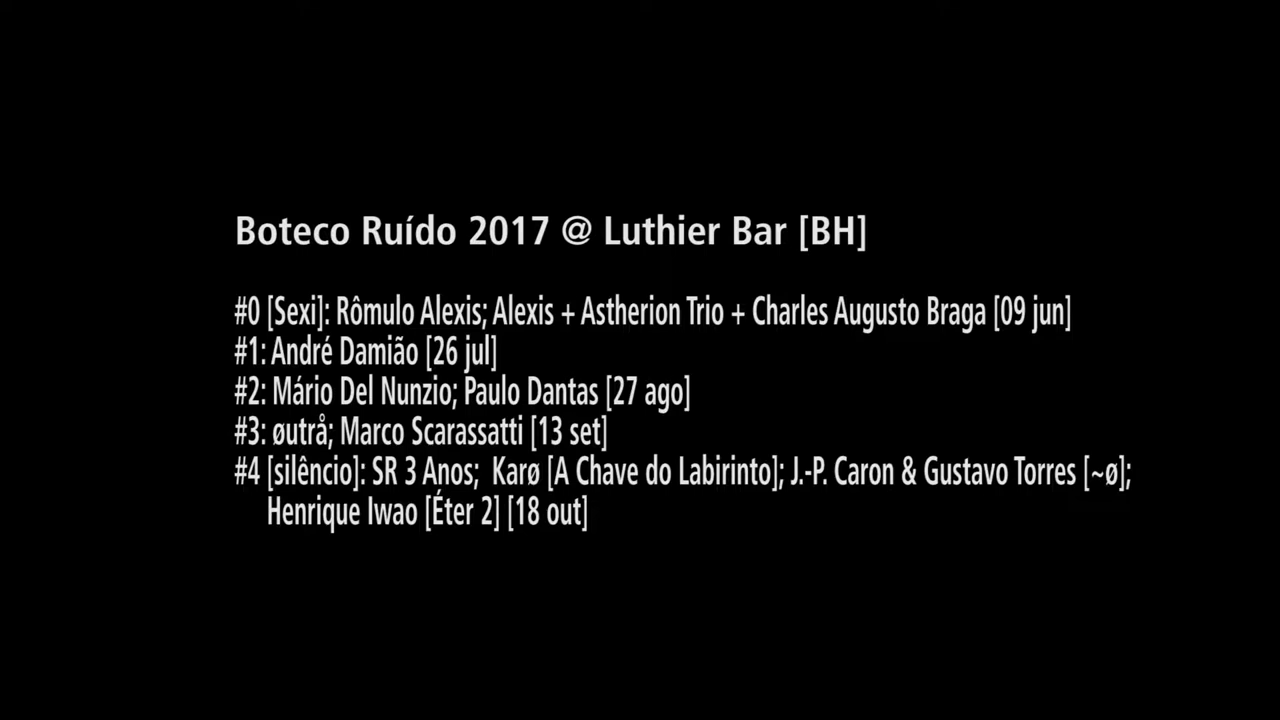 Boteco Ruído 2017 @ Luthier Bar [BH]
#0 [Sexi]: Rômulo Alexis; Alexis + Astherion Trio + Charles Augusto Braga [09 jun]
#1: André Damião [26 jul]
#2: Mário Del Nunzio; Paulo Dantas [27 ago]
#3: øutrå; Marco Scarassatti [13 set]
#4 [silêncio]: SR 3 Anos;  Karø [A Chave do Labirinto]; J.-P. Caron & Gustavo Torres [~ø];
Henrique Iwao [Éter 2] [18 out]